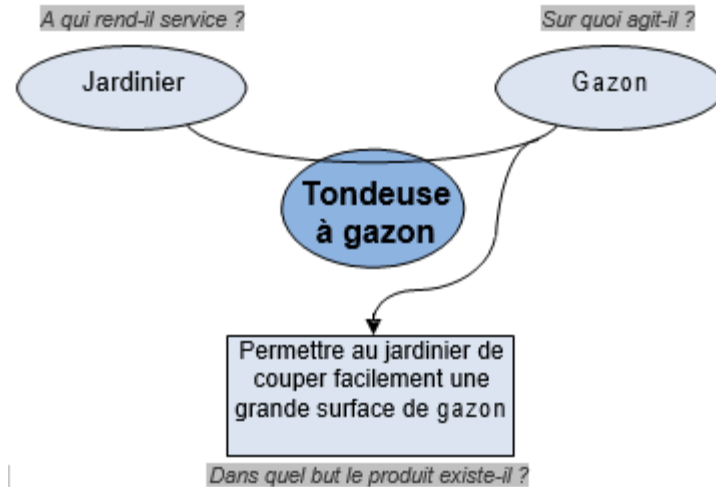 A qui rend-il service ?
Sur quoi agit-il ?
Jardinier
Gazon
Tondeuse
à gazon
Permettre au jardinier de
couper facilement une
grande surface de gazon
Dans quel but le produit existe-il ?